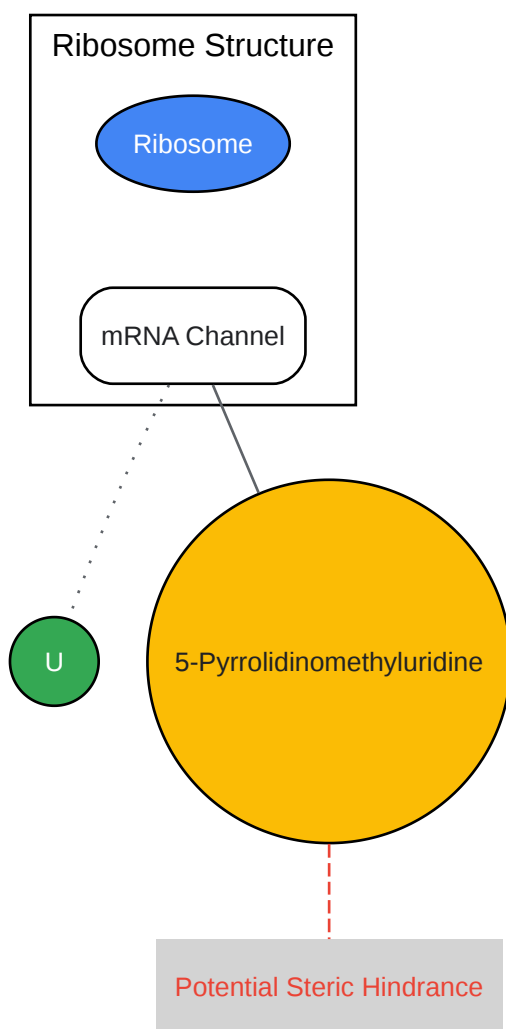 Ribosome Structure
Ribosome
mRNA Channel
U
5-Pyrrolidinomethyluridine
Potential Steric Hindrance